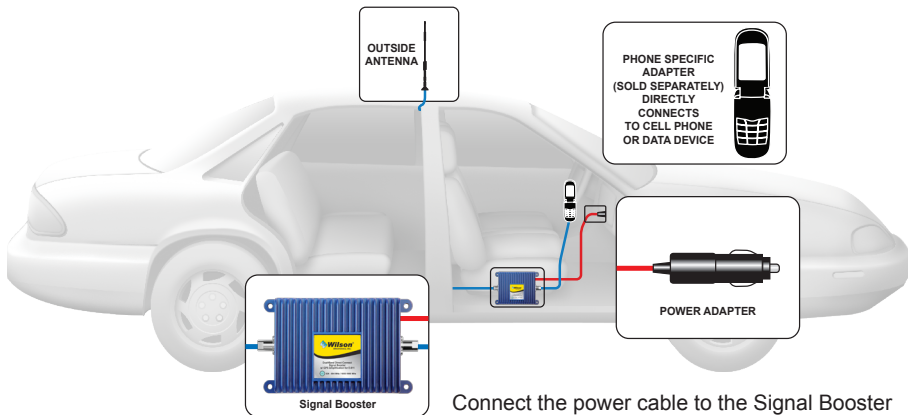 OUTSIDE
ANTENNA
PHONE SPECIFIC
ADAPTER
(SOLD SEPARATELY)
DIRECTLY
CONNECTS
TO CELL PHONE
OR DATA DEVICE
POWER ADAPTER
Wilson
Signal Booster
Connect the power cable to the Signal Booster